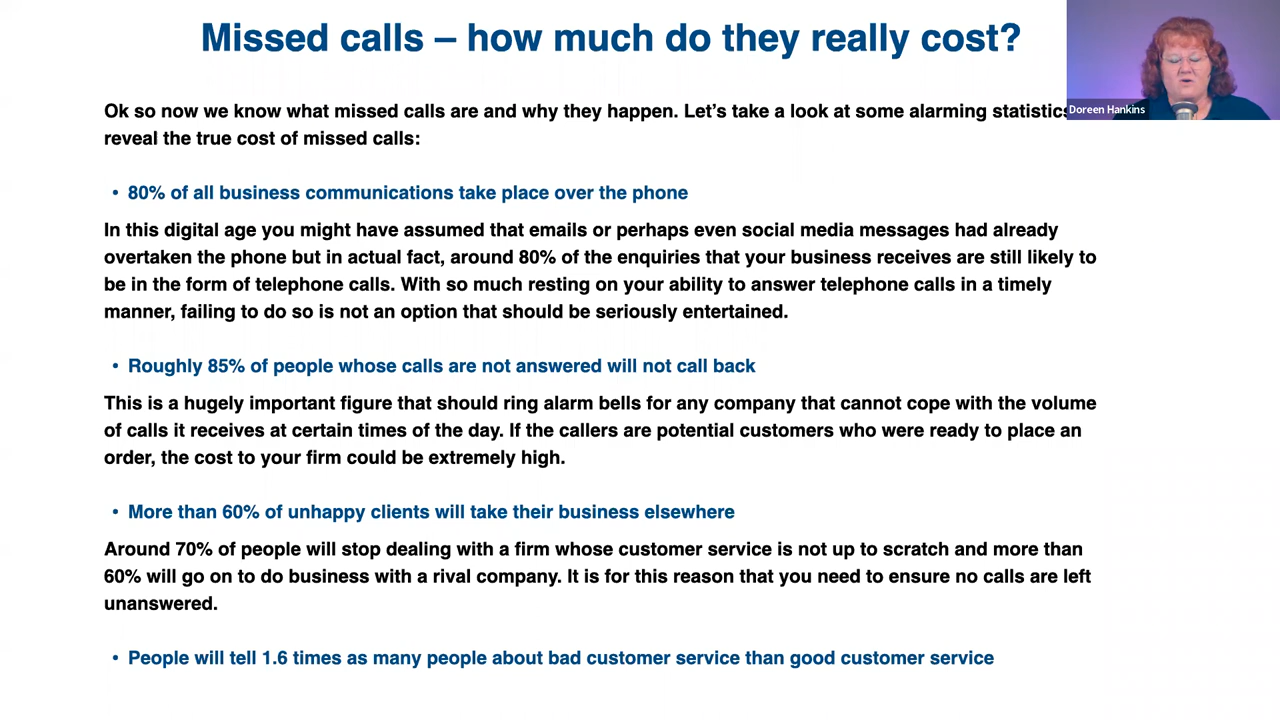 Missed calls – how much do they really cost?
Doreen Hankins
Ok so now we know what missed calls are and why they happen. Let's take a look at some alarming statistics
reveal the true cost of missed calls:
• 80% of all business communications take place over the phone
In this digital age you might have assumed that emails or perhaps even social media messages had already
overtaken the phone but in actual fact, around 80% of the enquiries that your business receives are still likely to
be in the form of telephone calls. With so much resting on your ability to answer telephone calls in a timely
manner, failing to do so is not an option that should be seriously entertained.
• Roughly 85% of people whose calls are not answered will not call back
This is a hugely important figure that should ring alarm bells for any company that cannot cope with the volume
of calls it receives at certain times of the day. If the callers are potential customers who were ready to place an
order, the cost to your firm could be extremely high.
• More than 60% of unhappy clients will take their business elsewhere
Around 70% of people will stop dealing with a firm whose customer service is not up to scratch and more than
60% will go on to do business with a rival company. It is for this reason that you need to ensure no calls are left
unanswered.
• People will tell 1.6 times as many people about bad customer service than good customer service